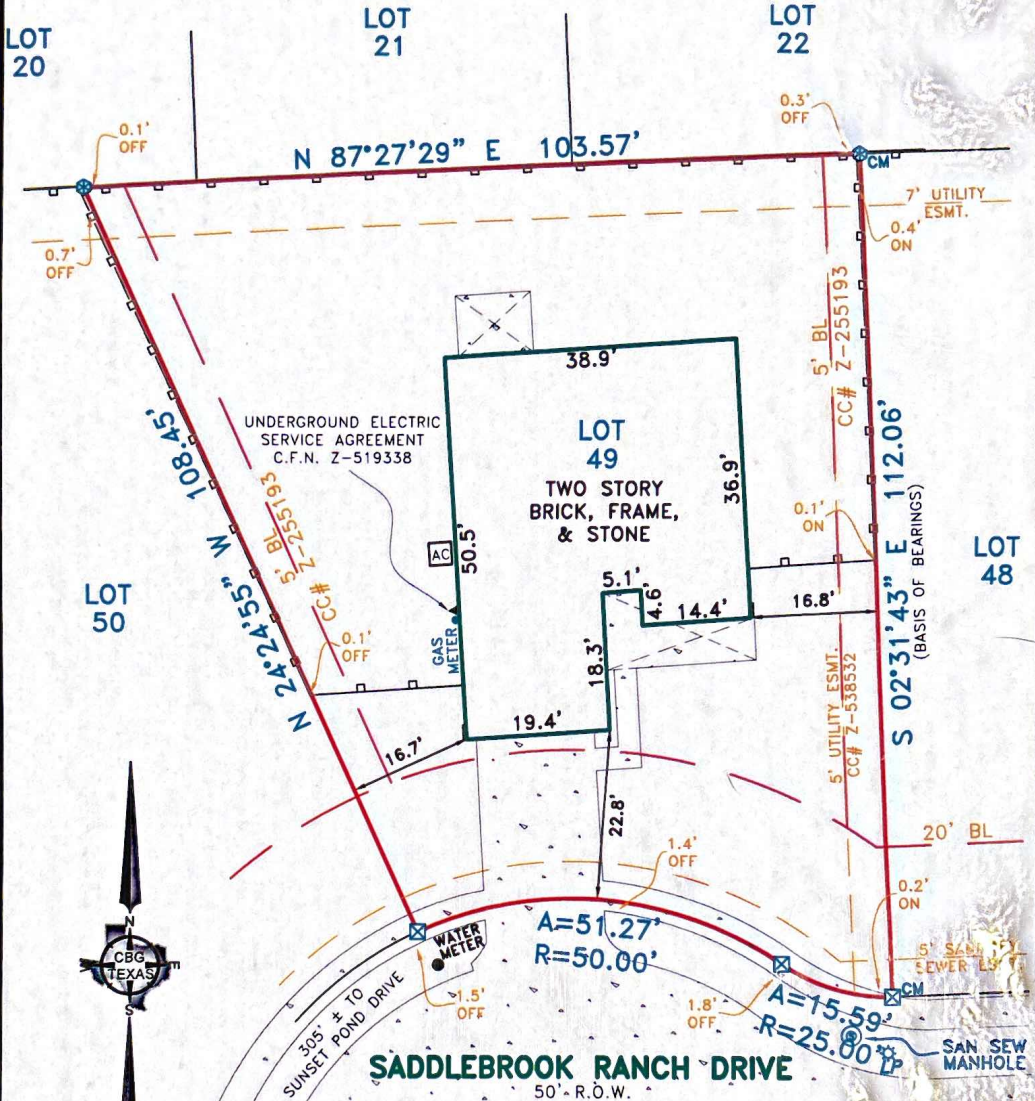 LOT
20
LOT
21
LOT
22
0.1'
OFF
0.3'
OFF
N 87°27'29" E 103.57'
CM
7' UTILITY
ESMT.
0.7'
OFF
0.4'
ON
5' BL
CC# Z-255193
38.9'
UNDERGROUND ELECTRIC
SERVICE AGREEMENT
C.F.N. Z-519338
LOT
49
TWO STORY
BRICK, FRAME,
& STONE
36.9'
50.5'
AC
N 24°24'55" W 108.45'
5' BL
CC# Z-255193
0.1'
ON
S 02°31'43" E 112.06'
(BASIS OF BEARINGS)
LOT
48
LOT
50
5.1'
4.6'
14.4'
16.8'
GAS
METER
0.1'
OFF
18.3'
19.4'
16.7'
5' UTILITY ESMT.
CC# Z-538532
22.8'
20' BL
1.4'
OFF
0.2'
ON
A=51.27'
R=50.00'
WATER
METER
N
CBG
TEXAS
E
S
5'
SEWER
CM
A=15.59'
R=25.00'
1.5'
OFF
1.8'
OFF
305' ± TO
SUNSET POND DRIVE
S
LP
SAN SEW
MANHOLE
SADDLEBROOK RANCH DRIVE
50' R.O.W.